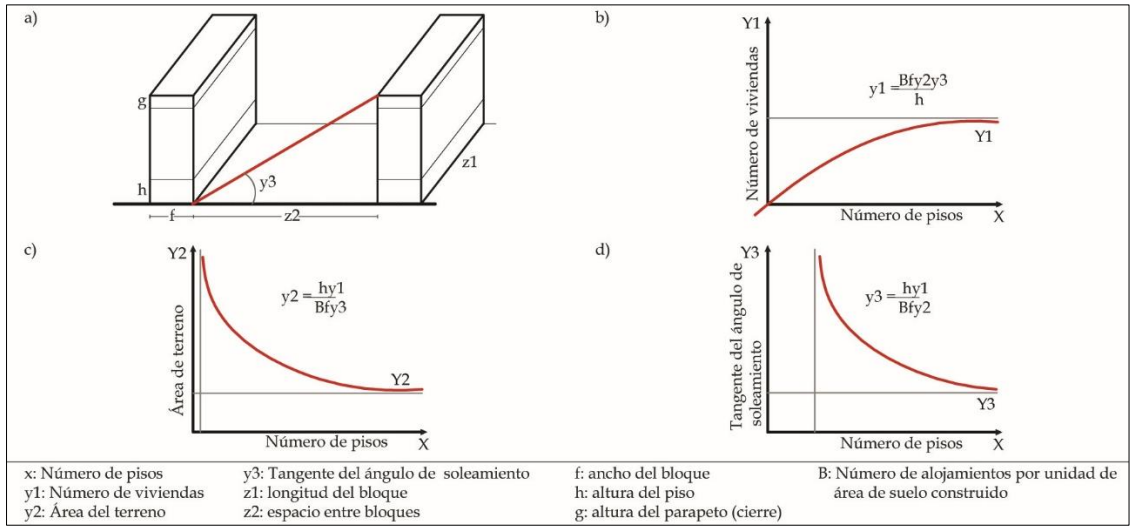 a)
g
h
f
z2
y3
z1
b)
Y1
Número de viviendas
y1 = Bfy2y3
h
Y1
Número de pisos
X
c)
Y2
Área de terreno
y2 = hy1
Bfy3
Y2
Número de pisos
X
d)
Y3
Tangente del ángulo de
soleamiento
y3 = hy1
Bfy2
Y3
Número de pisos
X
x: Número de pisos
y1: Número de viviendas
y2: Área del terreno
y3: Tangente del ángulo de soleamiento
z1: longitud del bloque
z2: espacio entre bloques
f: ancho del bloque
h: altura del piso
g: altura del parapeto (cierre)
B: Número de alojamientos por unidad de
área de suelo construido